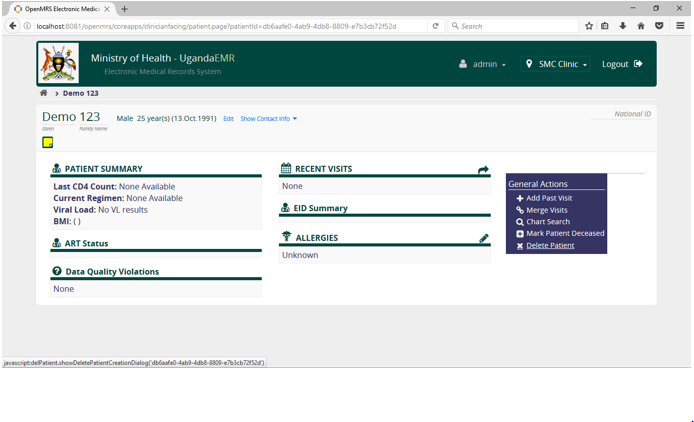 OpenMRS Electronic Medica
localhost:8081/openmrs/coreapps/clinicianfacing/patient.page?patientId=db6aafe0-4ab9-4db8-8809-e7b3cb72f52d
Search
Ministry of Health - UgandaEMR
Electronic Medical Records System
admin
SMC Clinic
Logout
Demo 123
Demo 123
Given
Family Name
Male 25 year(s) (13.Oct.1991) Edit Show Contact Info
National ID
PATIENT SUMMARY
Last CD4 Count: None Available
Current Regimen: None Available
Viral Load: No VL results
BMI: ( )
ART Status
Data Quality Violations
None
RECENT VISITS
None
EID Summary
ALLERGIES
Unknown
General Actions
Add Past Visit
Merge Visits
Chart Search
Mark Patient Deceased
Delete Patient
javascript:delPatient.showDeletePatientCreationDialog('db6aafe0-4ab9-4db8-8809-e7b3cb72f52d')
.